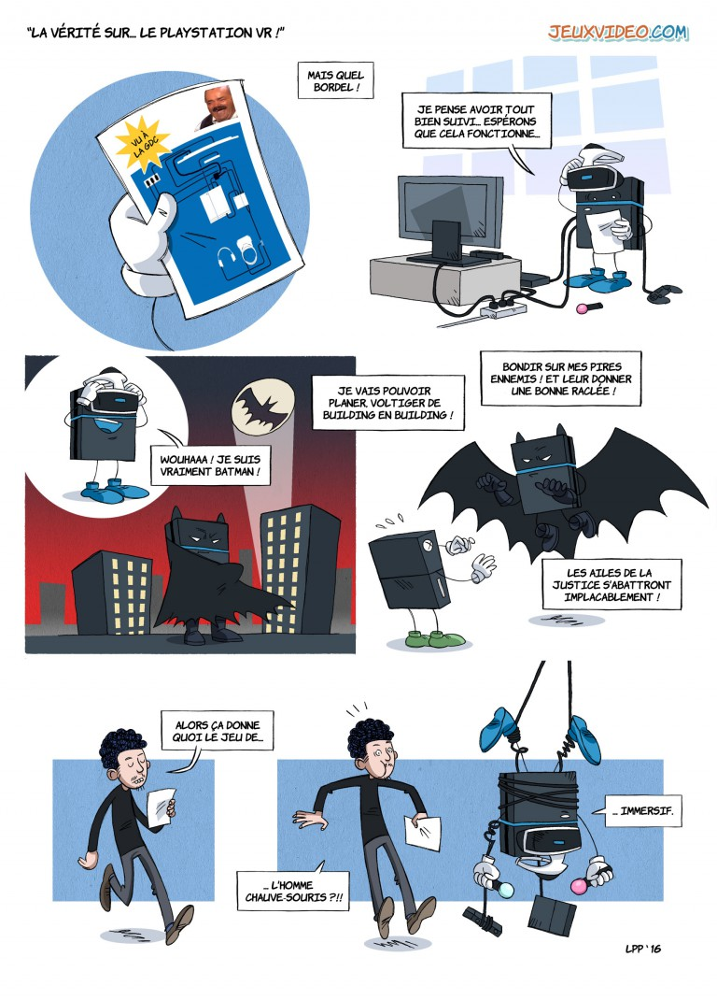 "LA VÉRITÉ SUR... LE PLAYSTATION VR !"
JEUXVIDEO.COM
MAIS QUEL
BORDEL !
VU À
LA GDC
JE PENSE AVOIR TOUT
BIEN SUIVI... ESPÉRONS
QUE CELA FONCTIONNE...
WOUHAAA ! JE SUIS
VRAIMENT BATMAN !
JE VAIS POUVOIR
PLANER, VOLTIGER DE
BUILDING EN BUILDING !
BONDIR SUR MES PIRES
ENNEMIS ! ET LEUR DONNER
UNE BONNE RACLÉE !
LES AILES DE LA
JUSTICE S'ABATTRONT
IMPLACABLEMENT !
ALORS ÇA DONNE
QUOI LE JEU DE...
... L'HOMME
CHAUVE-SOURIS ?!!
... IMMERSIF.
LPP '16